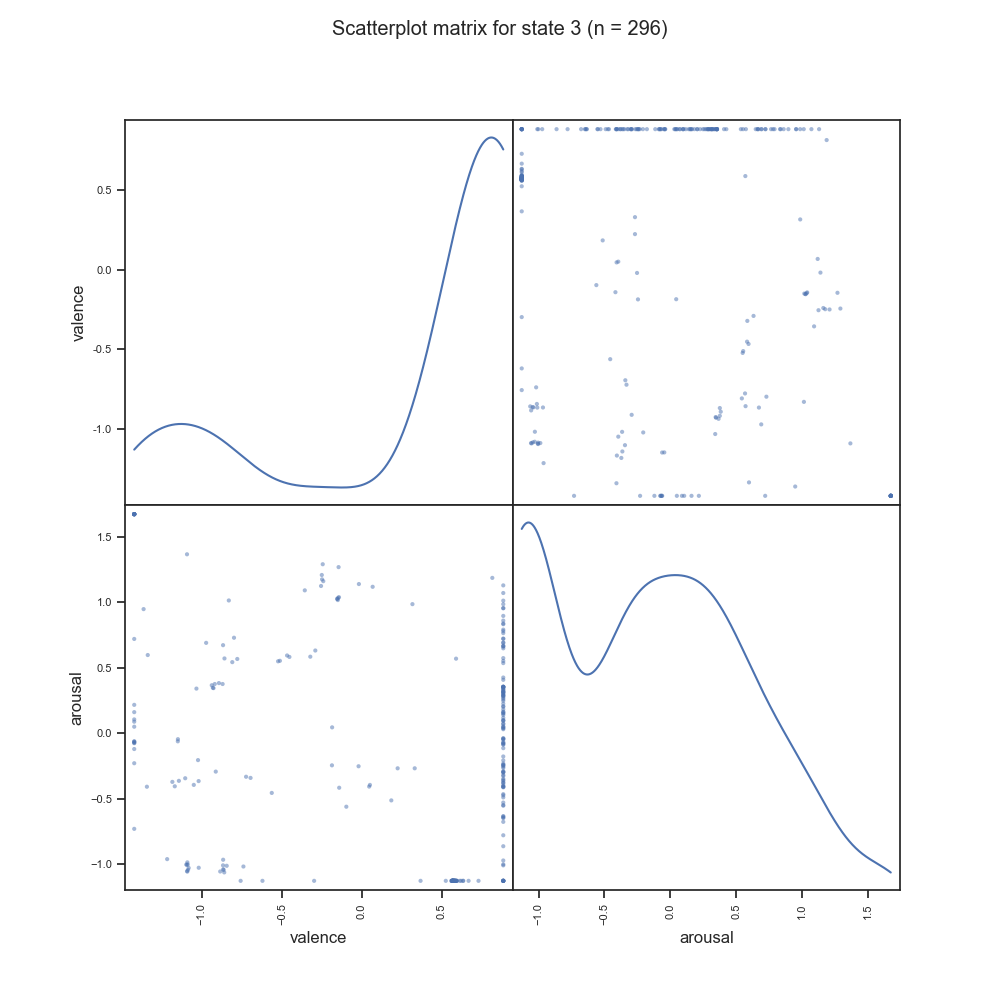 Scatterplot matrix for state 3 (n = 296)
valence
0.5
0.0
-0.5
-1.0
arousal
1.5
1.0
0.5
0.0
−0.5
−1.0
−1.0 −0.5 0.0 0.5
valence
−1.0 −0.5 0.0 0.5 1.0 1.5
arousal